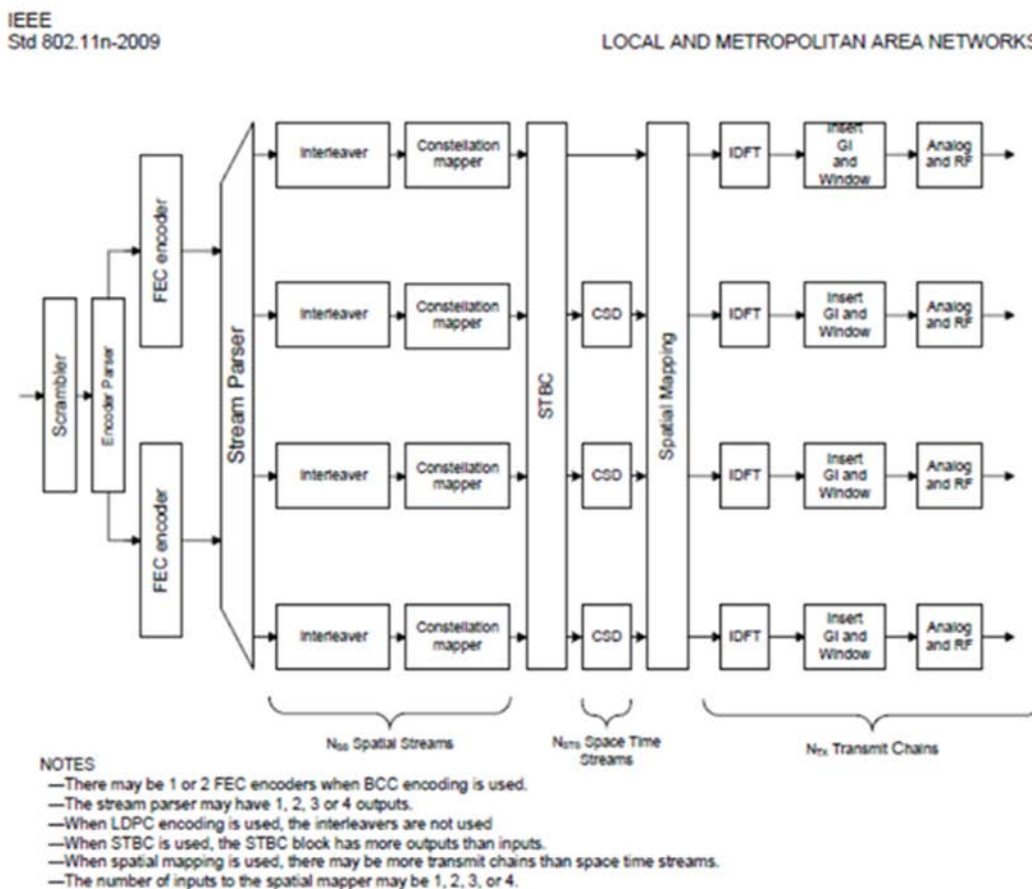 IEEE
Std 802.11n-2009
LOCAL AND METROPOLITAN AREA NETWORKS
Scrambler
Encoder Parser
FEC encoder
FEC encoder
Stream Parser
Interleaver
Constellation
mapper
Interleaver
Constellation
mapper
Interleaver
Constellation
mapper
Interleaver
Constellation
mapper
STBC
CSD
CSD
CSD
Spatial Mapping
IDFT
Insert
GI
and
Window
Analog
and RF
IDFT
Insert
GI and
Window
Analog
and RF
IDFT
Insert
GI and
Window
Analog
and RF
IDFT
Insert
GI and
Window
Analog
and RF
NSS Spatial Streams
NSTS Space Time
Streams
NTX Transmit Chains
NOTES
—There may be 1 or 2 FEC encoders when BCC encoding is used.
—The stream parser may have 1, 2, 3 or 4 outputs.
—When LDPC encoding is used, the interleavers are not used
—When STBC is used, the STBC block has more outputs than inputs.
—When spatial mapping is used, there may be more transmit chains than space time streams.
—The number of inputs to the spatial mapper may be 1, 2, 3, or 4.